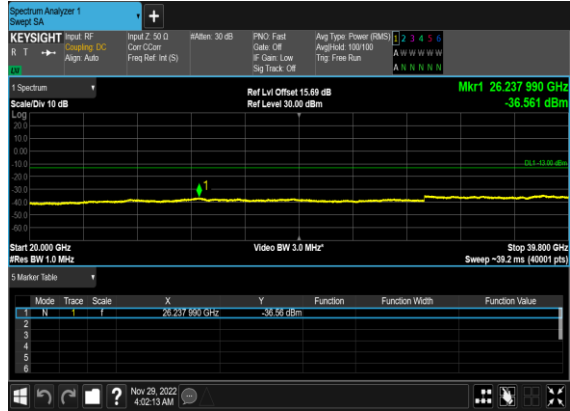 Spectrum Analyzer 1
Swept SA
KEYSIGHT
R T
LV
Input: RF
Coupling: DC
Align: Auto
Input Z: 50 Ω
Corr CCorr
Freq Ref: Int (S)
#Atten: 30 dB
PNO: Fast
Gate: Off
IF Gain: Low
Sig Track: Off
Avg Type: Power (RMS)
Avg|Hold: 100/100
Trig: Free Run
1 2 3 4 5 6
A W W W W W
A N N N N N
1 Spectrum
Scale/Div 10 dB
Ref Lvl Offset 15.69 dB
Ref Level 30.00 dBm
Mkr1 26.237 990 GHz
-36.561 dBm
Log
20.0
10.0
0.00
-10.0
DL1 -13.00 dBm
-20.0
1
-30.0
-40.0
-50.0
-60.0
Start 20.000 GHz
#Res BW 1.0 MHz
Video BW 3.0 MHz*
Stop 39.800 GHz
Sweep ~39.2 ms (40001 pts)
5 Marker Table
Mode Trace Scale X Y Function Function Width Function Value
1 N 1 f 26.237 990 GHz -36.56 dBm
2
3
4
5
6
?
Nov 29, 2022
4:02:13 AM